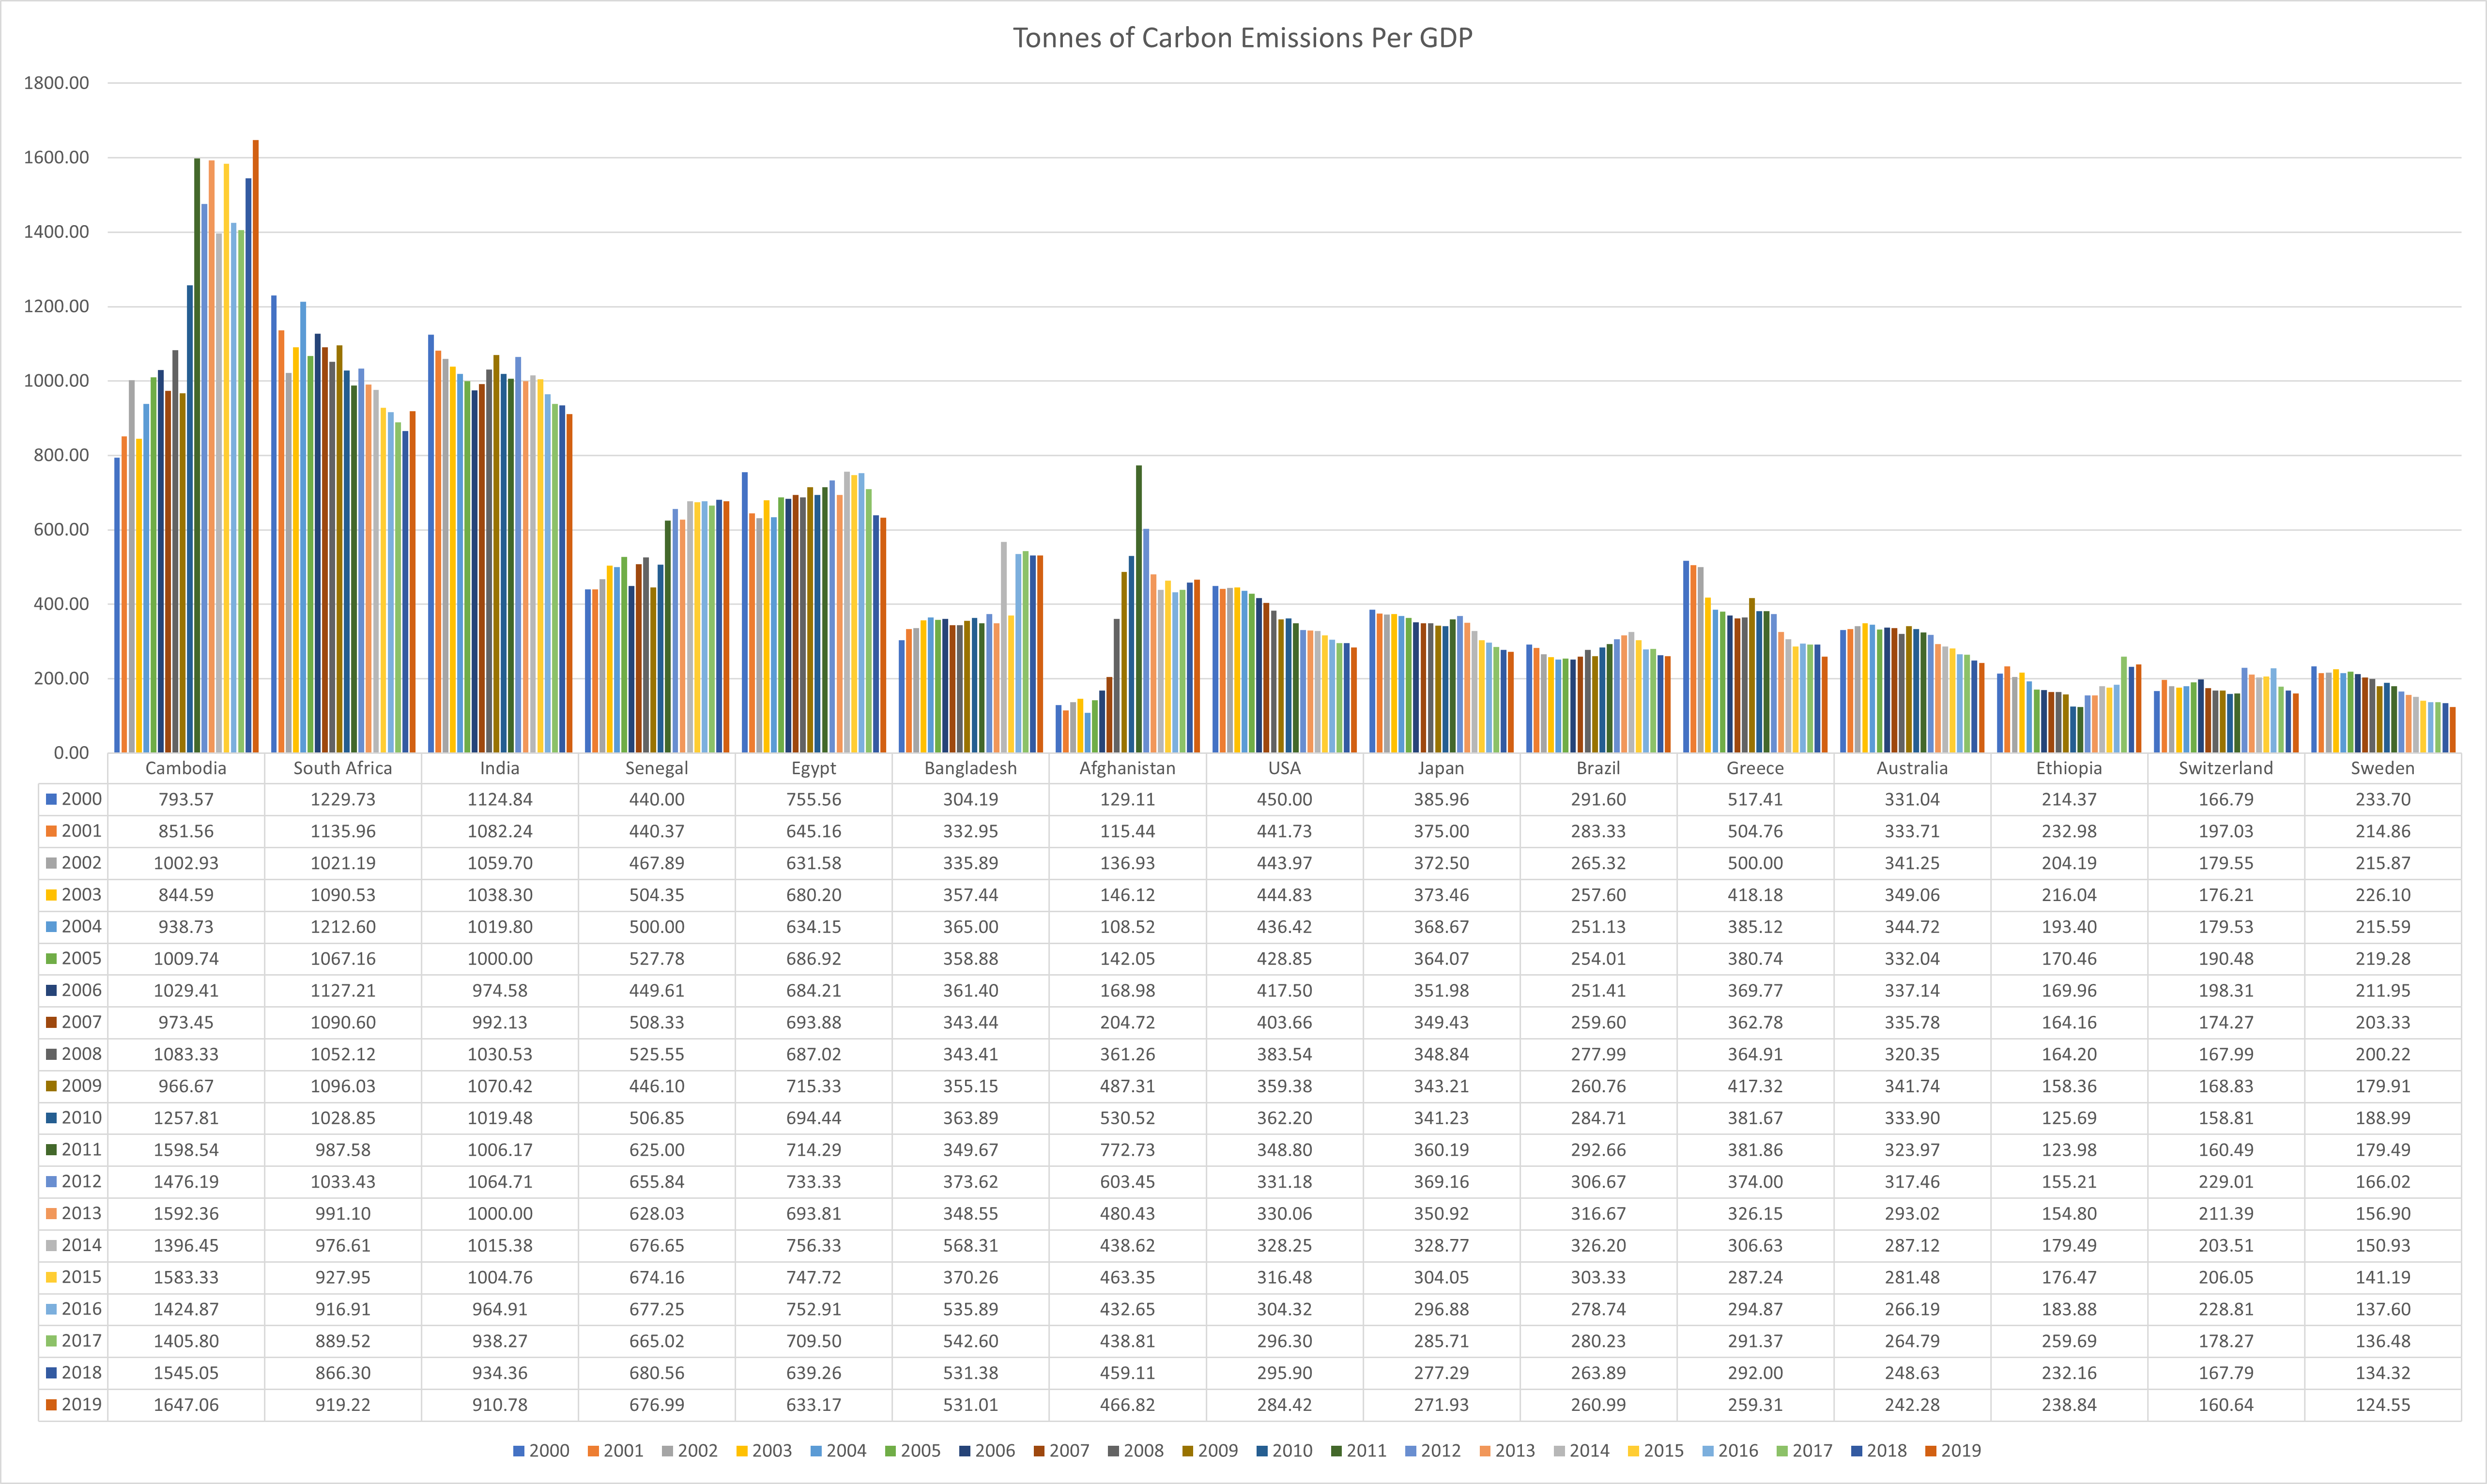 Tonnes of Carbon Emissions Per GDP
1800.00
1600.00
1400.00
1200.00
1000.00
800.00
600.00
400.00
200.00
0.00
Cambodia South Africa India Senegal Egypt Bangladesh Afghanistan USA Japan Brazil Greece Australia Ethiopia Switzerland Sweden
2000 793.57 1229.73 1124.84 440.00 755.56 304.19 129.11 450.00 385.96 291.60 517.41 331.04 214.37 166.79 233.70
2001 851.56 1135.96 1082.24 440.37 645.16 332.95 115.44 441.73 375.00 283.33 504.76 333.71 232.98 197.03 214.86
2002 1002.93 1021.19 1059.70 467.89 631.58 335.89 136.93 443.97 372.50 265.32 500.00 341.25 204.19 179.55 215.87
2003 844.59 1090.53 1038.30 504.35 680.20 357.44 146.12 444.83 373.46 257.60 418.18 349.06 216.04 176.21 226.10
2004 938.73 1212.60 1019.80 500.00 634.15 365.00 108.52 436.42 368.67 251.13 385.12 344.72 193.40 179.53 215.59
2005 1009.74 1067.16 1000.00 527.78 686.92 358.88 142.05 428.85 364.07 254.01 380.74 332.04 170.46 190.48 219.28
2006 1029.41 1127.21 974.58 449.61 684.21 361.40 168.98 417.50 351.98 251.41 369.77 337.14 169.96 198.31 211.95
2007 973.45 1090.60 992.13 508.33 693.88 343.44 204.72 403.66 349.43 259.60 362.78 335.78 164.16 174.27 203.33
2008 1083.33 1052.12 1030.53 525.55 687.02 343.41 361.26 383.54 348.84 277.99 364.91 320.35 164.20 167.99 200.22
2009 966.67 1096.03 1070.42 446.10 715.33 355.15 487.31 359.38 343.21 260.76 417.32 341.74 158.36 168.83 179.91
2010 1257.81 1028.85 1019.48 506.85 694.44 363.89 530.52 362.20 341.23 284.71 381.67 333.90 125.69 158.81 188.99
2011 1598.54 987.58 1006.17 625.00 714.29 349.67 772.73 348.80 360.19 292.66 381.86 323.97 123.98 160.49 179.49
2012 1476.19 1033.43 1064.71 655.84 733.33 373.62 603.45 331.18 369.16 306.67 374.00 317.46 155.21 229.01 166.02
2013 1592.36 991.10 1000.00 628.03 693.81 348.55 480.43 330.06 350.92 316.67 326.15 293.02 154.80 211.39 156.90
2014 1396.45 976.61 1015.38 676.65 756.33 568.31 438.62 328.25 328.77 326.20 306.63 287.12 179.49 203.51 150.93
2015 1583.33 927.95 1004.76 674.16 747.72 370.26 463.35 316.48 304.05 303.33 287.24 281.48 176.47 206.05 141.19
2016 1424.87 916.91 964.91 677.25 752.91 535.89 432.65 304.32 296.88 278.74 294.87 266.19 183.88 228.81 137.60
2017 1405.80 889.52 938.27 665.02 709.50 542.60 438.81 296.30 285.71 280.23 291.37 264.79 259.69 178.27 136.48
2018 1545.05 866.30 934.36 680.56 639.26 531.38 459.11 295.90 277.29 263.89 292.00 248.63 232.16 167.79 134.32
2019 1647.06 919.22 910.78 676.99 633.17 531.01 466.82 284.42 271.93 260.99 259.31 242.28 238.84 160.64 124.55
2000 2001 2002 2003 2004 2005 2006 2007 2008 2009 2010 2011 2012 2013 2014 2015 2016 2017 2018 2019